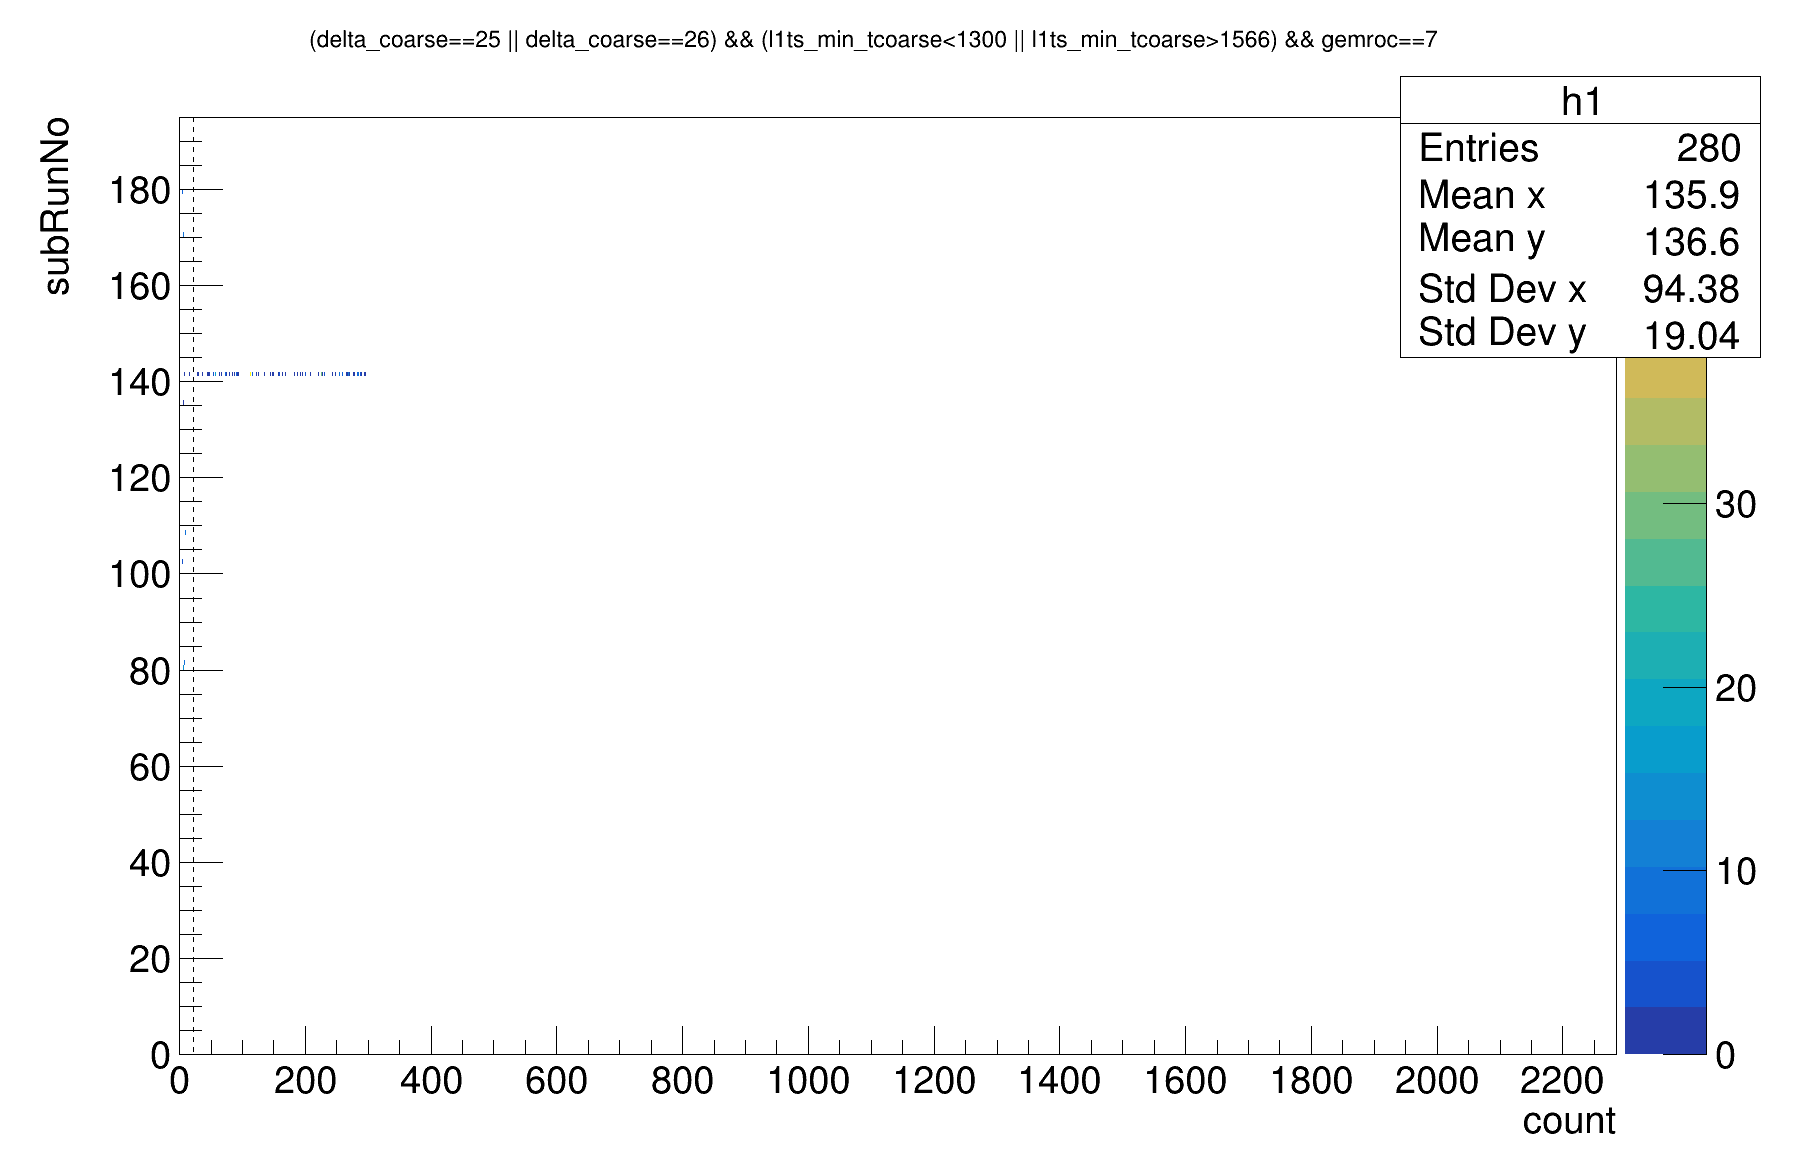 (delta_coarse==25 || delta_coarse==26) && (l1ts_min_tcoarse<1300 || l1ts_min_tcoarse>1566) && gemroc==7
h1
Entries 280
Mean x 135.9
Mean y 136.6
Std Dev x 94.38
Std Dev y 19.04
subRunNo
180
160
140
120
100
80
60
40
20
0
30
20
10
0
0 200 400 600 800 1000 1200 1400 1600 1800 2000 2200
count